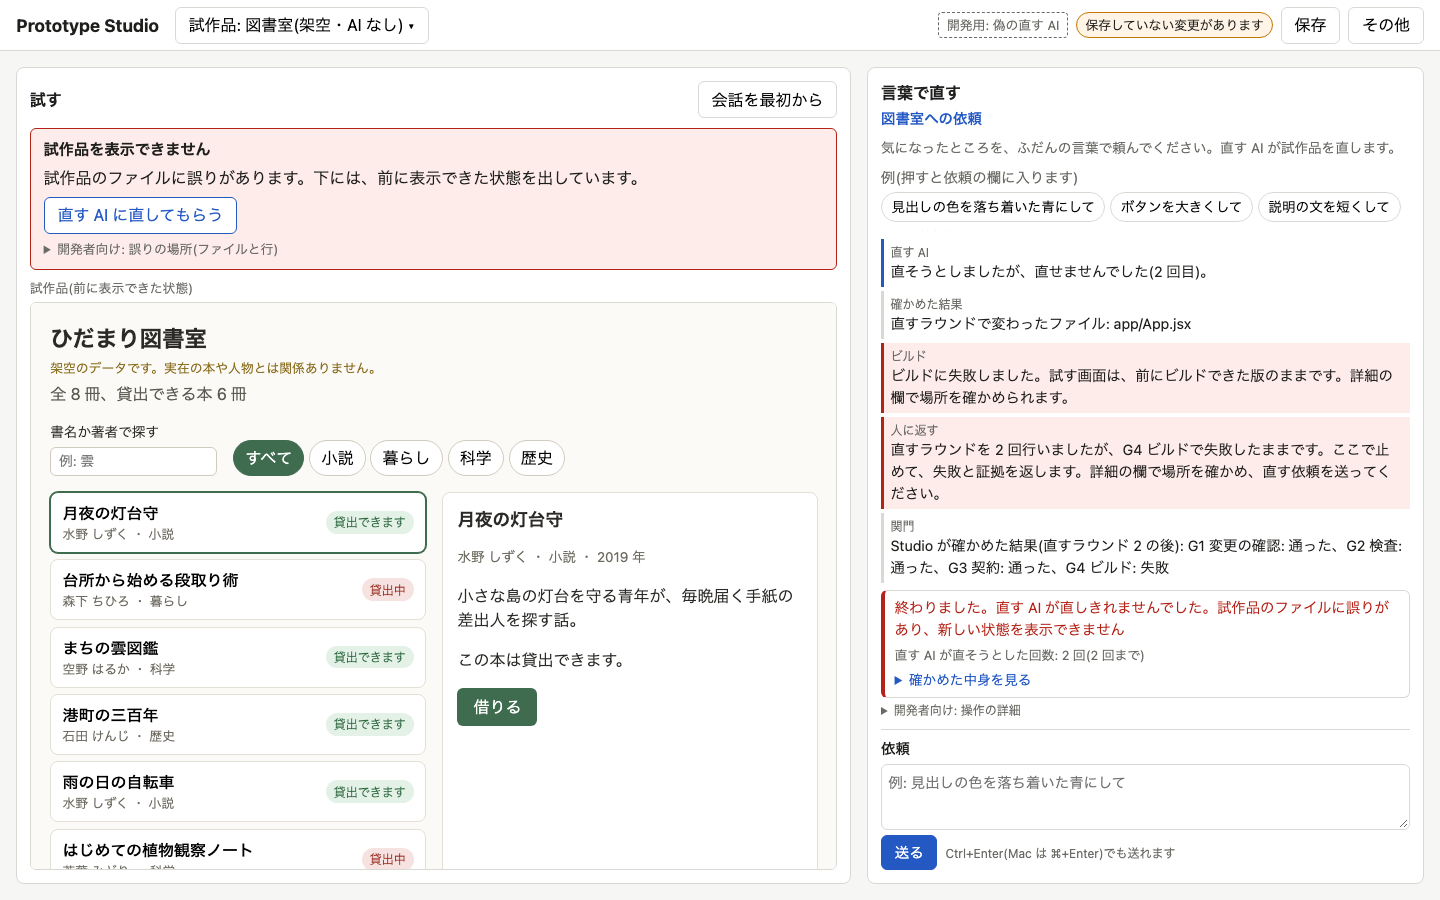 Prototype Studio
試作品: 図書室(架空・AI なし) ▾
開発用: 偽の直す AI
保存していない変更があります
保存
その他
試す
会話を最初から
試作品を表示できません
試作品のファイルに誤りがあります。下には、前に表示できた状態を出しています。
直す AI に直してもらう
▶ 開発者向け: 誤りの場所(ファイルと行)
試作品(前に表示できた状態)
ひだまり図書室
架空のデータです。実在の本や人物とは関係ありません。
全 8 冊、貸出できる本 6 冊
書名か著者で探す
例: 雲
すべて
小説
暮らし
科学
歴史
月夜の灯台守
水野 しずく ・ 小説
貸出できます
台所から始める段取り術
森下 ちひろ ・ 暮らし
貸出中
まちの雲図鑑
空野 はるか ・ 科学
貸出できます
港町の三百年
石田 けんじ ・ 歴史
貸出できます
雨の日の自転車
水野 しずく ・ 小説
貸出できます
はじめての植物観察ノート
貸出中
月夜の灯台守
水野 しずく ・ 小説 ・ 2019 年
小さな島の灯台を守る青年が、毎晩届く手紙の
差出人を探す話。
この本は貸出できます。
借りる
言葉で直す
図書室への依頼
気になったところを、ふだんの言葉で頼んでください。直す AI が試作品を直します。
例(押すと依頼の欄に入ります)
見出しの色を落ち着いた青にして
ボタンを大きくして
説明の文を短くして
直す AI
直そうとしましたが、直せませんでした(2 回目)。
確かめた結果
直すラウンドで変わったファイル: app/App.jsx
ビルド
ビルドに失敗しました。試す画面は、前にビルドできた版のままです。詳細の
欄で場所を確かめられます。
人に返す
直すラウンドを 2 回行いましたが、G4 ビルドで失敗したままです。ここで止
めて、失敗と証拠を返します。詳細の欄で場所を確かめ、直す依頼を送ってく
ださい。
関門
Studio が確かめた結果(直すラウンド 2 の後): G1 変更の確認: 通った、G2 検査:
通った、G3 契約: 通った、G4 ビルド: 失敗
終わりました。直す AI が直しきれませんでした。試作品のファイルに誤りが
あり、新しい状態を表示できません
直す AI が直そうとした回数: 2 回(2 回まで)
▶ 確かめた中身を見る
▶ 開発者向け: 操作の詳細
依頼
例: 見出しの色を落ち着いた青にして
送る
Ctrl+Enter(Mac は ⌘+Enter)でも送れます